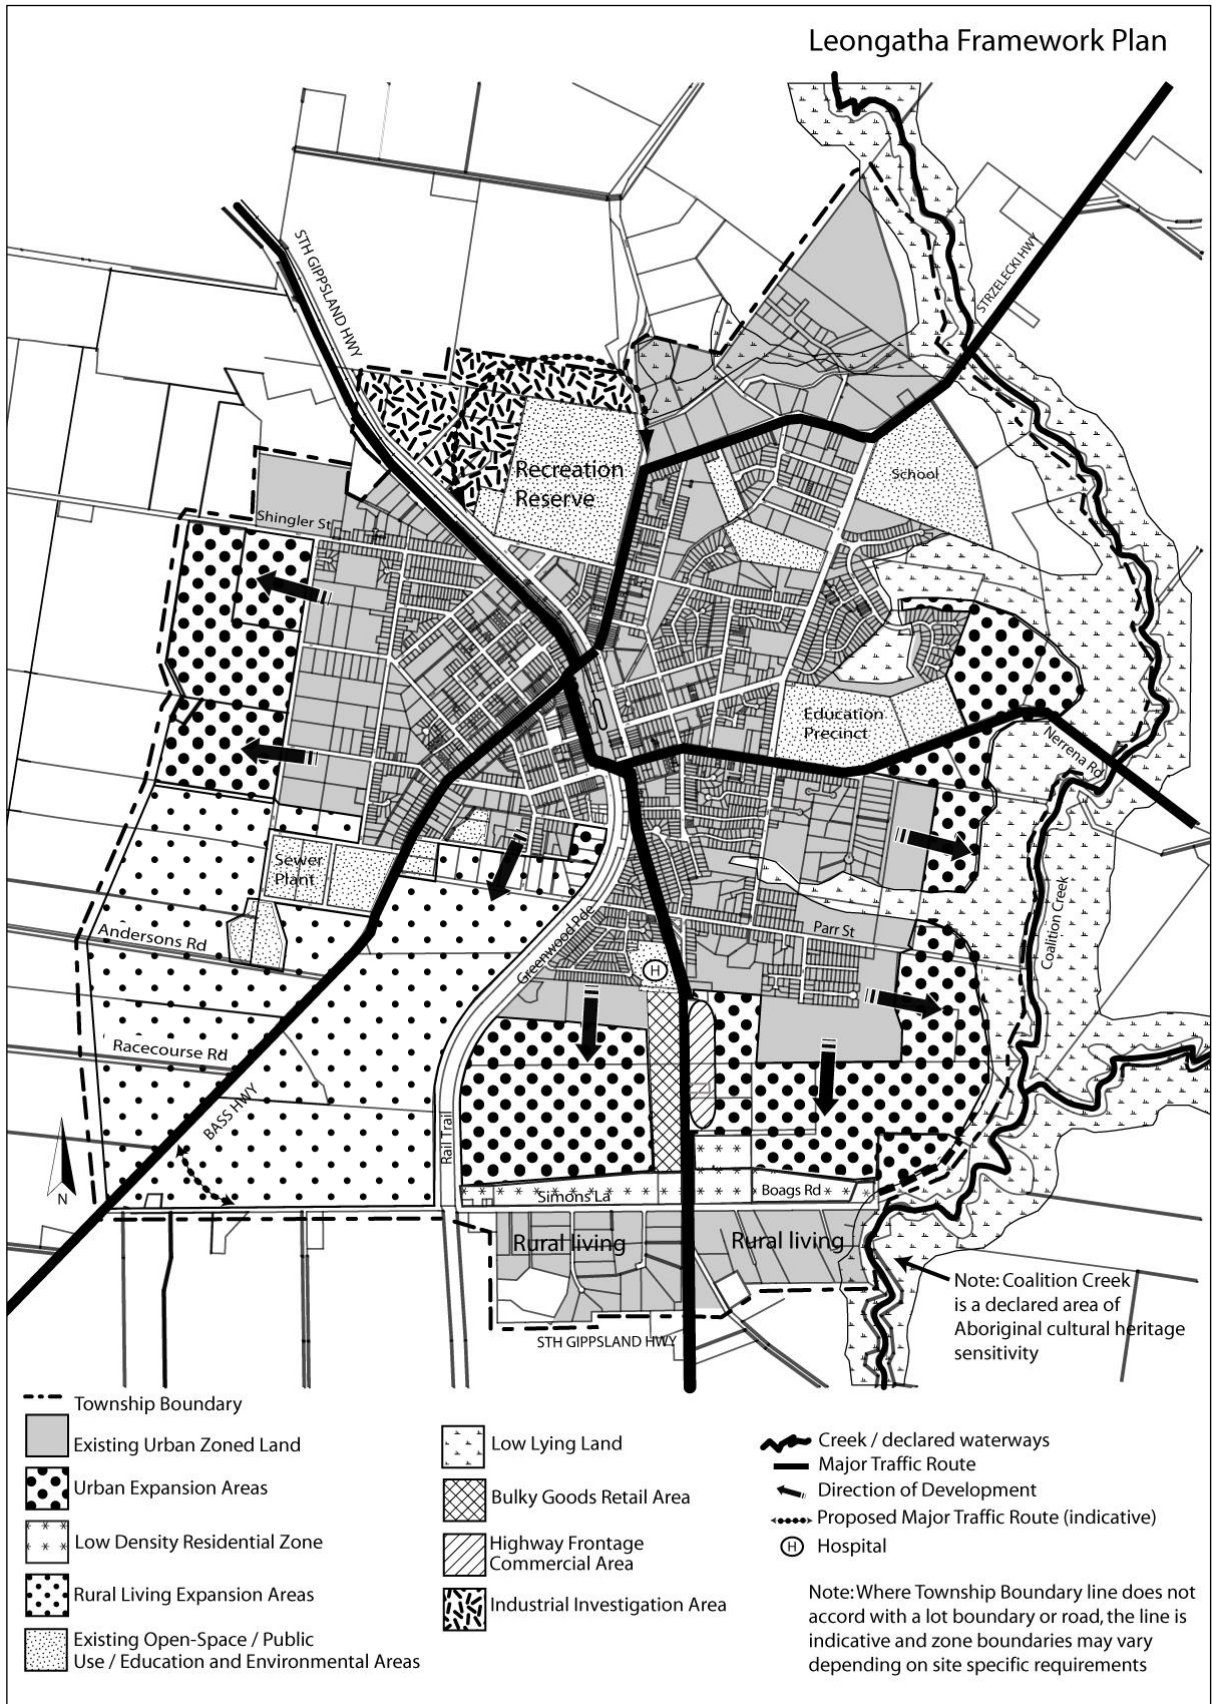 Leongatha Framework Plan
STH GIPPSLAND HWY
STRZELECKI HWY
Recreation
Reserve
School
Shingler St
Education
Precinct
Nerrena Rd
Sewer
Plant
Greenwood Pde
Parr St
Coalition Creek
Andersons Rd
H
Racecourse Rd
BASS HWY
Rail Trail
N
Simons La
Boags Rd
Rural living
Rural living
Note: Coalition Creek
is a declared area of
Aboriginal cultural heritage
sensitivity
STH GIPPSLAND HWY
Township Boundary
Existing Urban Zoned Land
Urban Expansion Areas
Low Density Residential Zone
Rural Living Expansion Areas
Existing Open-Space / Public
Use / Education and Environmental Areas
Low Lying Land
Bulky Goods Retail Area
Highway Frontage
Commercial Area
Industrial Investigation Area
Creek / declared waterways
Major Traffic Route
Direction of Development
Proposed Major Traffic Route (indicative)
H Hospital
Note: Where Township Boundary line does not
accord with a lot boundary or road, the line is
indicative and zone boundaries may vary
depending on site specific requirements